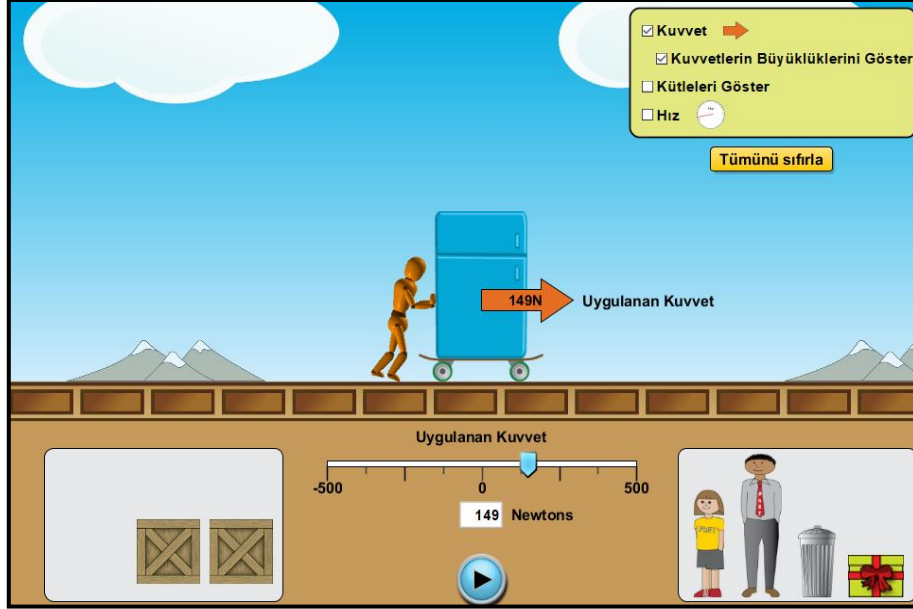 Kuvvet
Kuvvetlerin Büyüklüklerini Göster
Kütleleri Göster
Hız
Tümünü sıfırla
149N
Uygulanan Kuvvet
Uygulanan Kuvvet
-500 0 500
149 Newtons